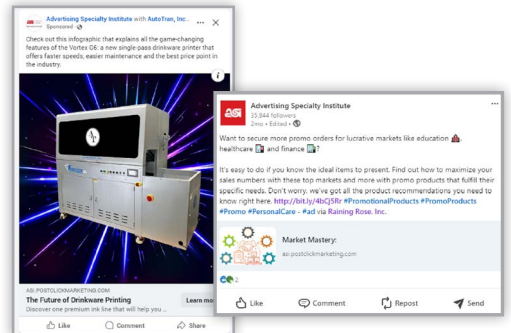 Advertising Specialty Institute with AutoTran, Inc..
Sponsored
Check out this infographic that explains all the game-changing
features of the Vortex G6: a new single-pass drinkware printer that
offers faster speeds, easier maintenance and the best price point in
the industry.
ASI.POSTCLICKMARKETING.COM
The Future of Drinkware Printing
Discover one premium ink line that will help you ...
Learn mo
Like Comment Share
asi
Advertising Specialty Institute
35,844 followers
2mo • Edited •
Want to secure more promo orders for lucrative markets like education 🏫,
healthcare 🏥 and finance 🏦?
It's easy to do if you know the ideal items to present. Find out how to maximize your
sales numbers with these top markets and more with promo products that fulfill their
specific needs. Don't worry, we've got all the product recommendations you need to
know right here. http://bit.ly/4bCJ5Rr #PromotionalProducts #PromoProducts
#Promo #PersonalCare - #ad via Raining Rose, Inc.
Market Mastery:
asi.postclickmarketing.com
2
Like Comment Repost Send